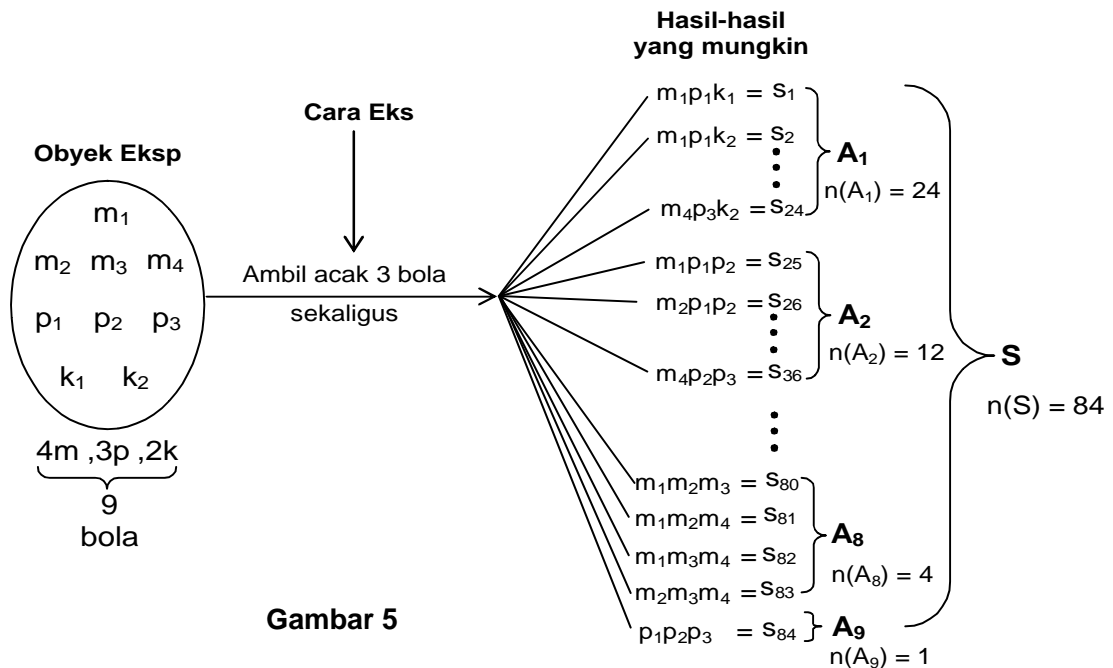 Hasil-hasil
yang mungkin
Cara Eks
Obyek Eksp
m₁
m₂ m₃ m₄
p₁ p₂ p₃
k₁ k₂
4m ,3p ,2k
9
bola
Ambil acak 3 bola
sekaligus
m₁p₁k₁ = s₁
m₁p₁k₂ = s₂
m₄p₃k₂ = s₂₄
A₁
n(A₁) = 24
m₁p₁p₂ = s₂₅
m₂p₁p₂ = s₂₆
m₄p₂p₃ = s₃₆
A₂
n(A₂) = 12
m₁m₂m₃ = s₈₀
m₁m₂m₄ = s₈₁
m₁m₃m₄ = s₈₂
m₂m₃m₄ = s₈₃
A₈
n(A₈) = 4
p₁p₂p₃ = s₈₄
A₉
n(A₉) = 1
S
n(S) = 84
Gambar 5